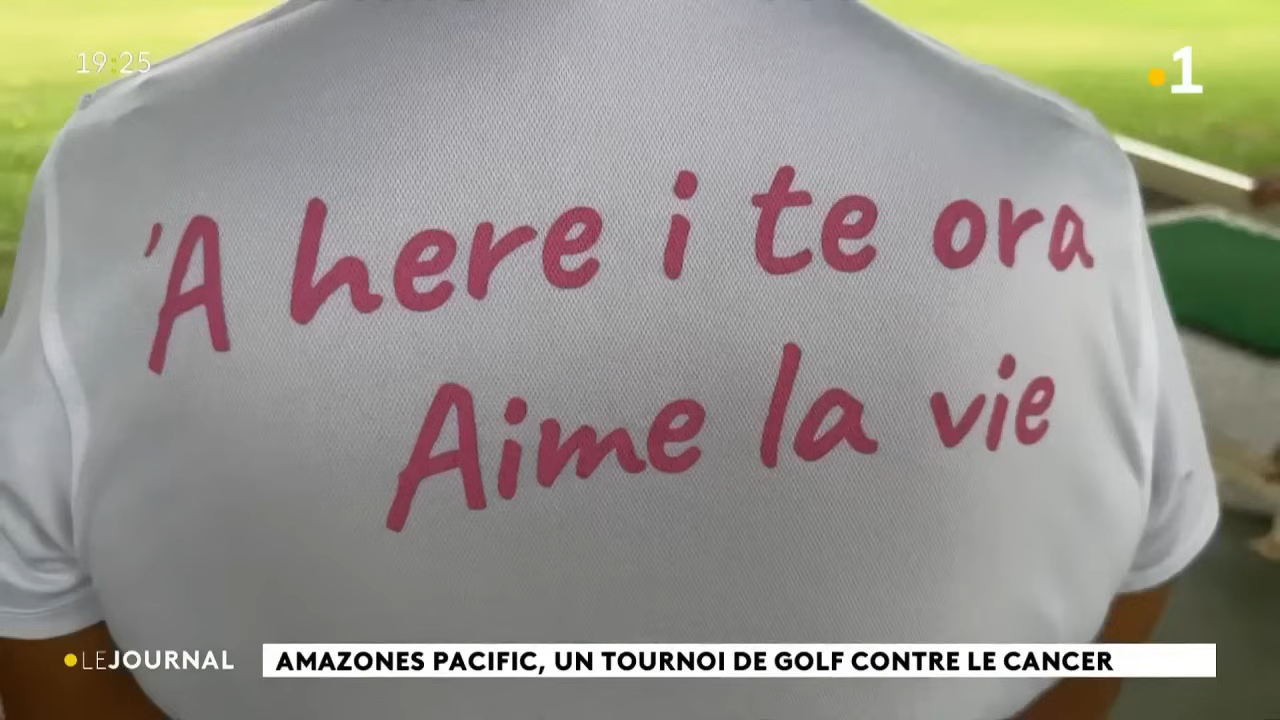 19:25
1
'A here i te ora
Aime la vie
LEJOURNAL
AMAZONES PACIFIC, UN TOURNOI DE GOLF CONTRE LE CANCER